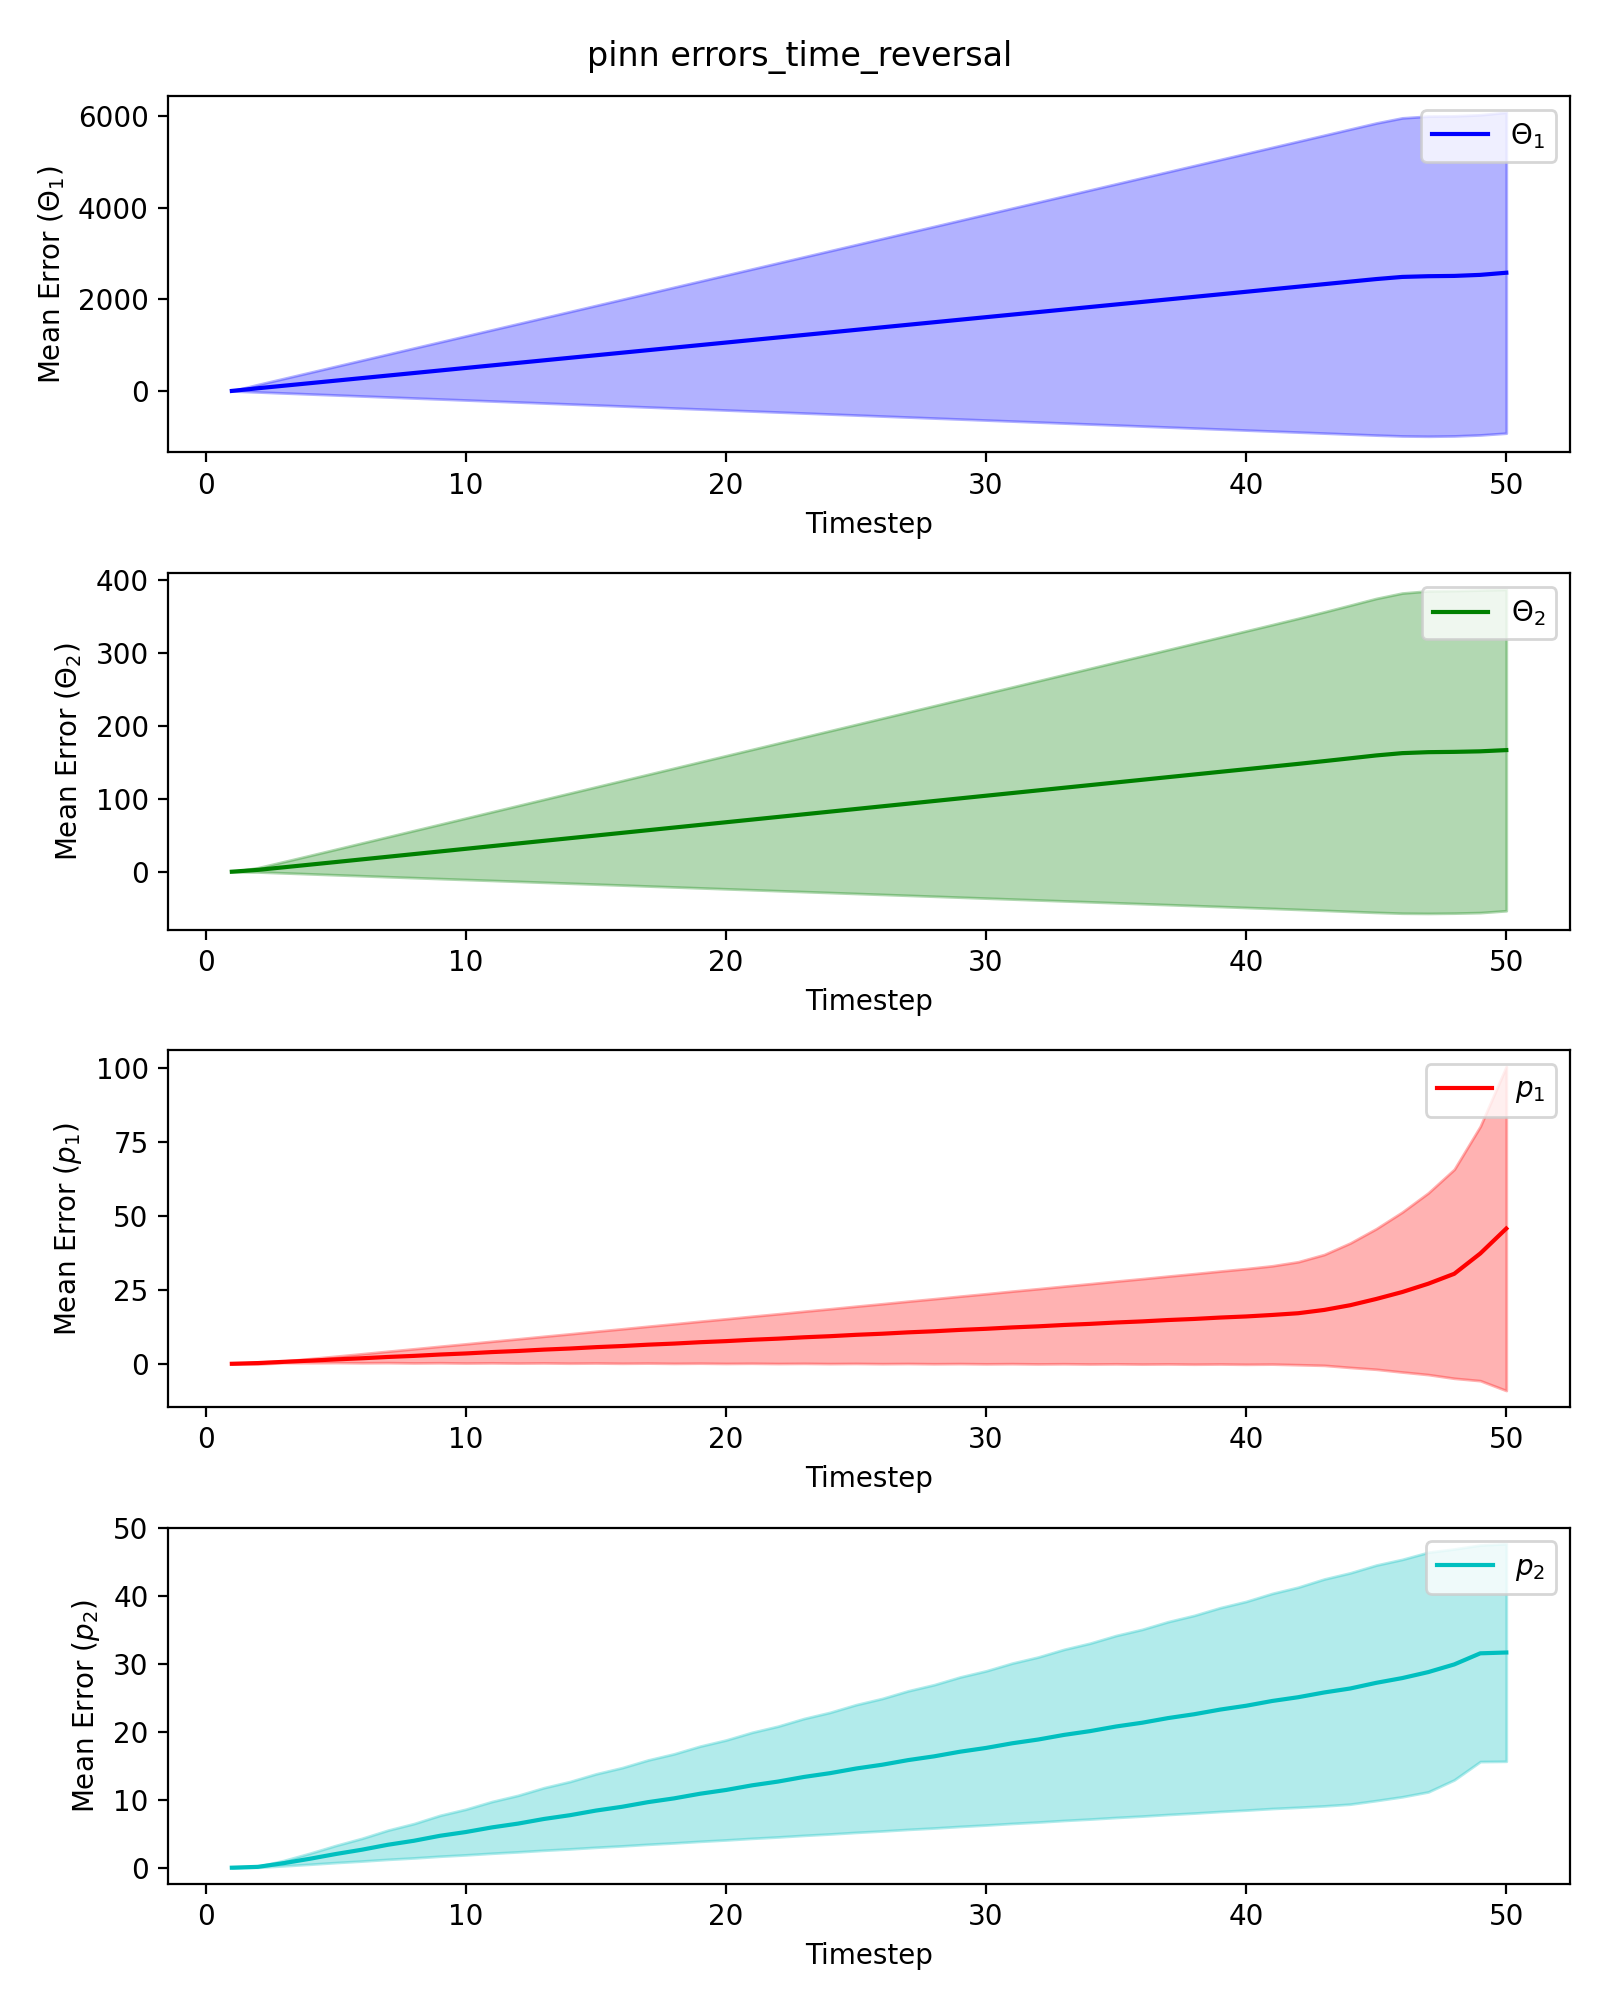 pinn errors_time_reversal
6000
4000
2000
0
Mean Error (Θ₁)
Θ₁
0 10 20 30 40 50
Timestep
400
300
200
100
0
Mean Error (Θ₂)
Θ₂
0 10 20 30 40 50
Timestep
100
75
50
25
0
Mean Error (p₁)
p₁
0 10 20 30 40 50
Timestep
50
40
30
20
10
0
Mean Error (p₂)
p₂
0 10 20 30 40 50
Timestep